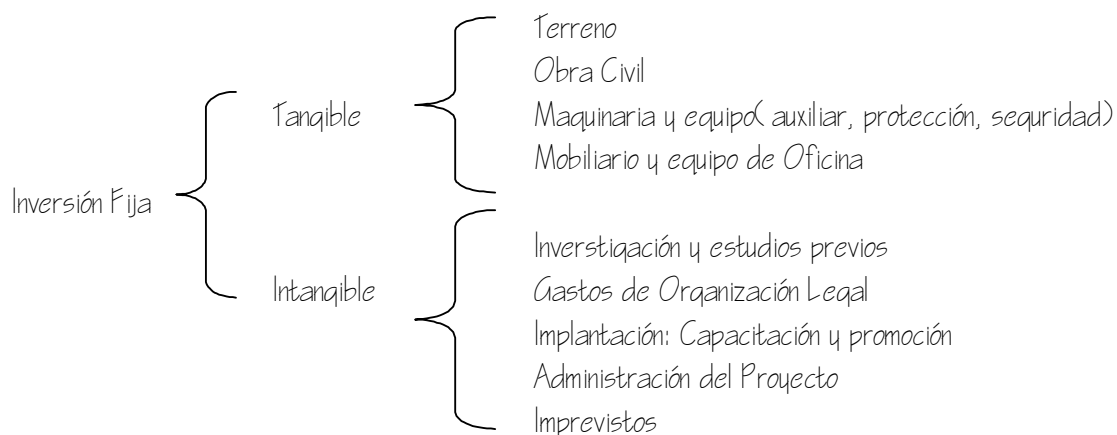 Inversión Fija
Tangible
Terreno
Obra Civil
Maquinaria y equipo( auxiliar, protección, seguridad)
Mobiliario y equipo de Oficina
Intangible
Inverstigación y estudios previos
Gastos de Organización Legal
Implantación: Capacitación y promoción
Administración del Proyecto
Imprevistos